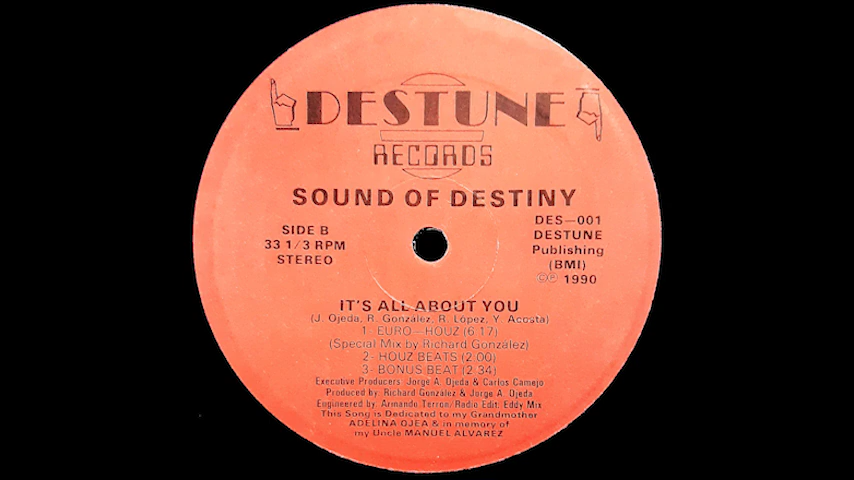 DESTUNE
RECORDS
SOUND OF DESTINY
SIDE B
33 1/3 RPM
STEREO
DES—001
DESTUNE
Publishing
(BMI)
©℗ 1990
IT'S ALL ABOUT YOU
(J. Ojeda, R. González, R. López, Y. Acosta)
1- EURO—HOUZ (6:17)
(Special Mix by Richard González)
2- HOUZ BEATS (2:00)
3- BONUS BEAT (2:34)
Executive Producers: Jorge A. Ojeda & Carlos Camejo
Produced by: Richard González & Jorge A. Ojeda
Engineered by: Armando Terron/Radio Edit: Eddy Mix
This Song is Dedicated to my Grandmother
ADELINA OJEA & in memory of
my Uncle MANUEL ALVAREZ